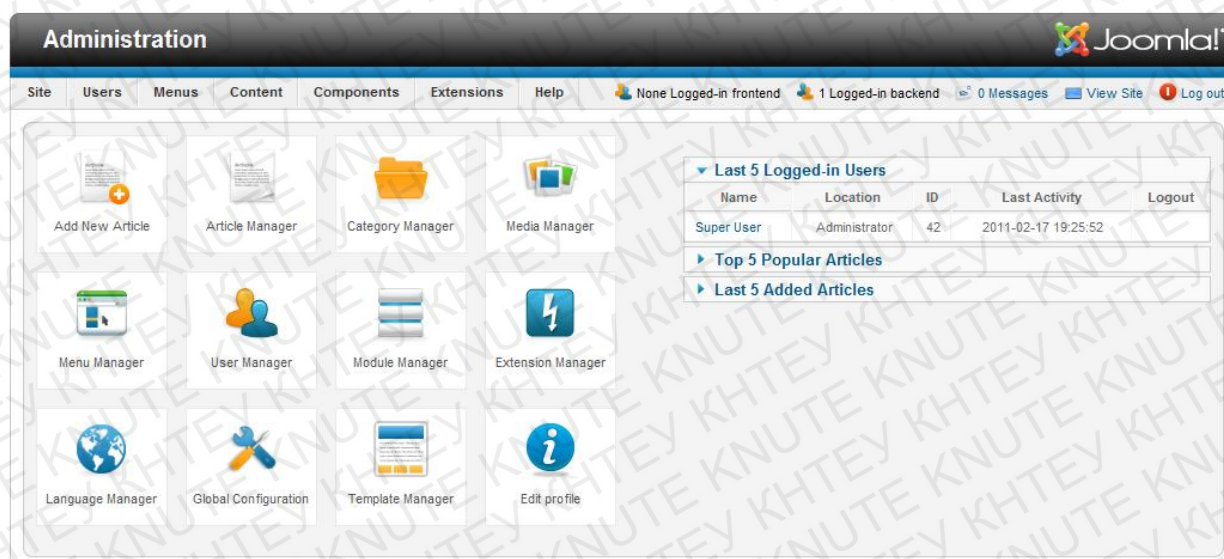 Administration
Joomla!
Site Users Menus Content Components Extensions Help None Logged-in frontend 1 Logged-in backend 0 Messages View Site Log out
Add New Article Article Manager Category Manager Media Manager
Menu Manager User Manager Module Manager Extension Manager
Language Manager Global Configuration Template Manager Edit profile
Last 5 Logged-in Users
Name Location ID Last Activity Logout
Super User Administrator 42 2011-02-17 19:25:52
Top 5 Popular Articles
Last 5 Added Articles
KNUTE KHTEY